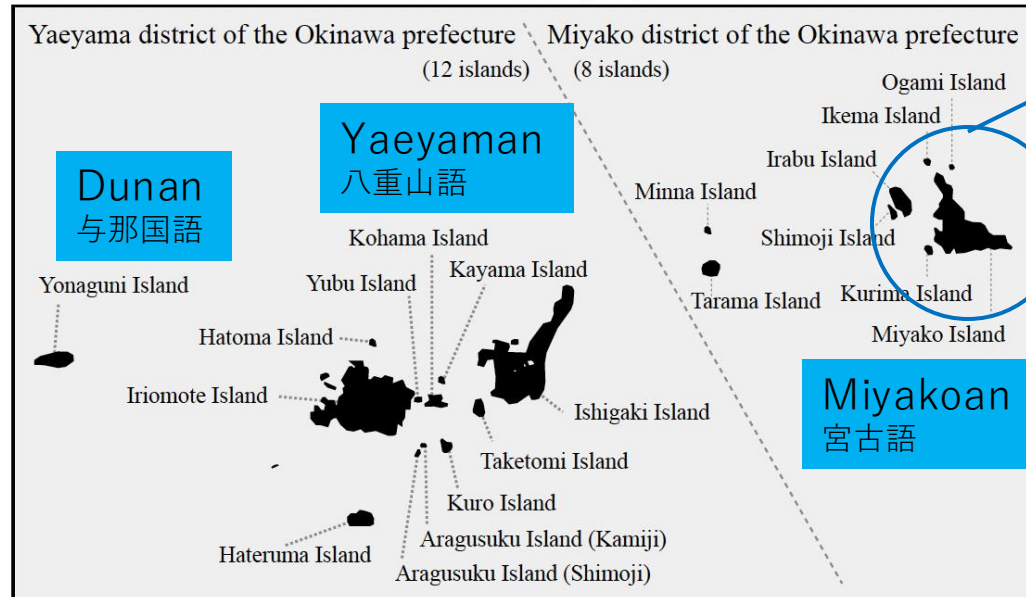 Yaeyama district of the Okinawa prefecture
(12 islands)
Miyako district of the Okinawa prefecture
(8 islands)
Ogami Island
Ikema Island
Irabu Island
Yaeyaman
八重山語
Dunan
与那国語
Minna Island
Shimoji Island
Kohama Island
Kayama Island
Yubu Island
Yonaguni Island
Tarama Island
Kurima Island
Hatoma Island
Miyako Island
Iriomote Island
Miyakoan
宮古語
Ishigaki Island
Taketomi Island
Kuro Island
Aragusuku Island (Kamiji)
Hateruma Island
Aragusuku Island (Shimoji)